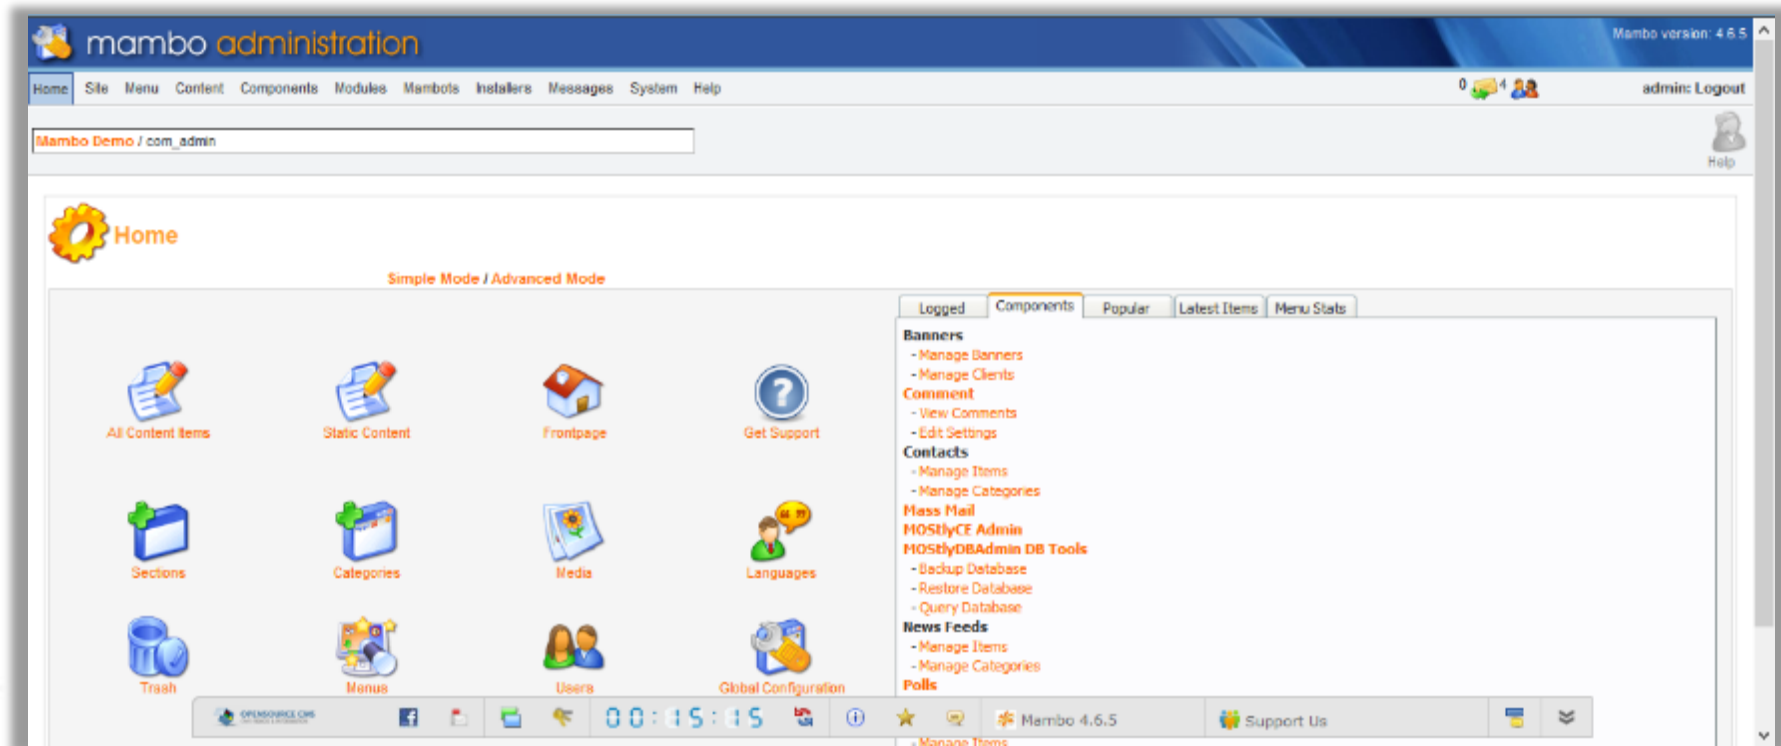 mambo administration
Mambo version: 4.6.5
Home Site Menu Content Components Modules Mambots Installers Messages System Help
0 4
admin: Logout
Mambo Demo / com_admin
Help
Home
Simple Mode / Advanced Mode
Logged Components Popular Latest Items Menu Stats
Banners
- Manage Banners
- Manage Clients
Comment
- View Comments
- Edit Settings
Contacts
- Manage Items
- Manage Categories
Mass Mail
MOStlyCE Admin
MOStlyDBAdmin DB Tools
- Backup Database
- Restore Database
- Query Database
News Feeds
- Manage Items
- Manage Categories
Polls
- Manage Items
All Content Items Static Content Frontpage Get Support
Sections Categories Media Languages
Trash Menus Users Global Configuration
OPENSOURCE CMS
00:15:15
Mambo 4.6.5
Support Us